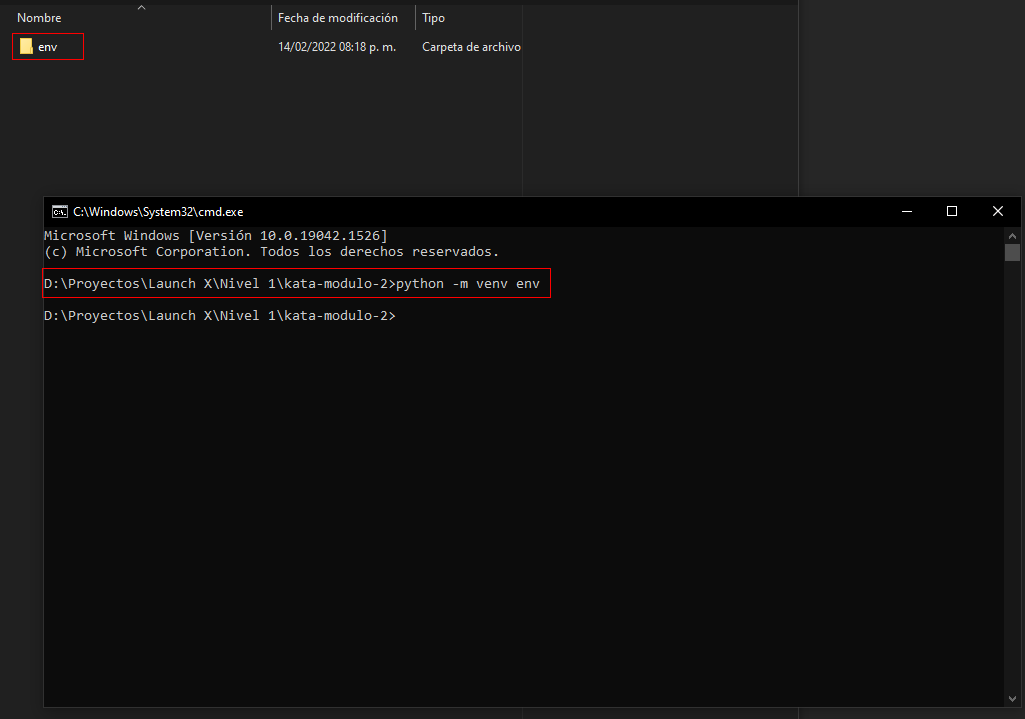 Nombre Fecha de modificación Tipo
env 14/02/2022 08:18 p. m. Carpeta de archivo
C:\Windows\System32\cmd.exe
Microsoft Windows [Versión 10.0.19042.1526]
(c) Microsoft Corporation. Todos los derechos reservados.
D:\Proyectos\Launch X\Nivel 1\kata-modulo-2>python -m venv env
D:\Proyectos\Launch X\Nivel 1\kata-modulo-2>